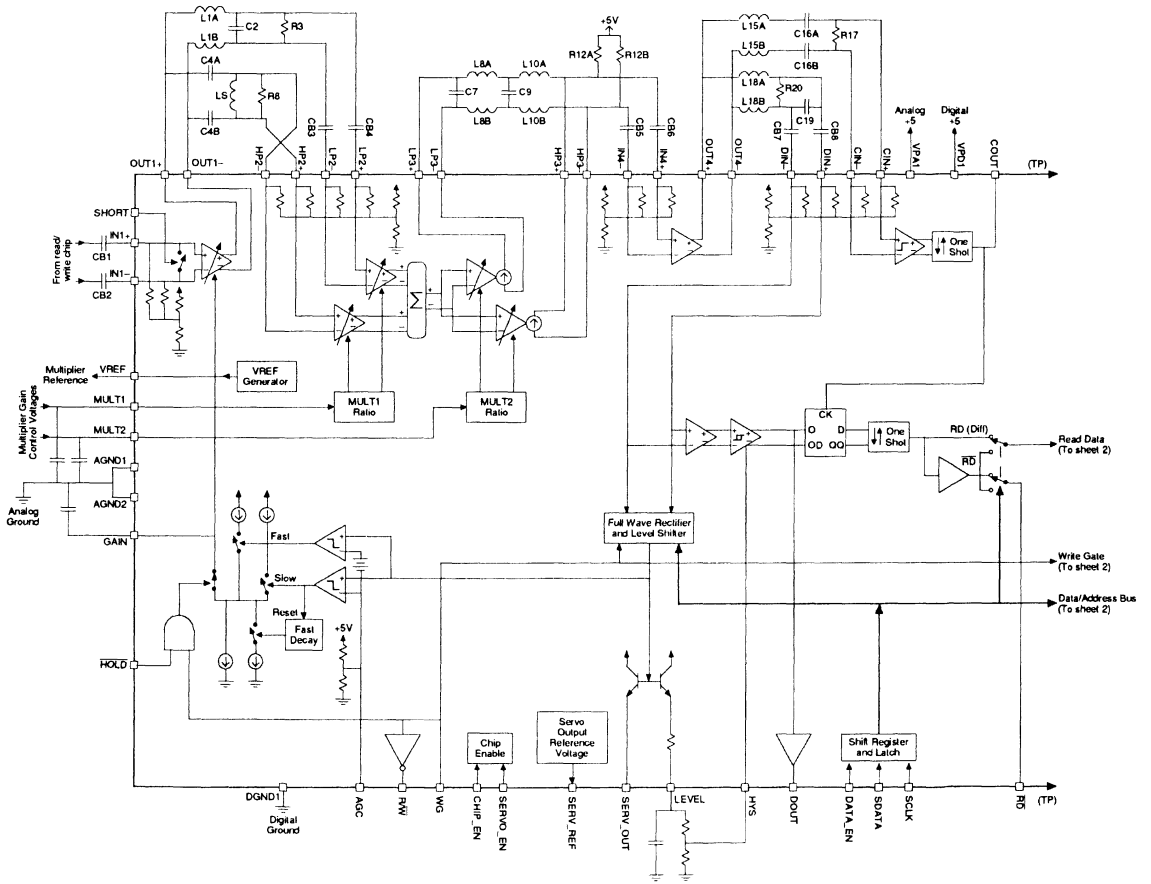 L1A
C2
R3
L1B
C4A
LS
R8
C4B
CB3
CB4
+5V
R12A
R12B
L8A
L10A
C7
C9
L8B
L10B
CB5
CB6
L15A
C16A
R17
L15B
C16B
L18A
R20
L18B
C19
CB7
CB8
Analog
+5
Digital
+5
OUT1+
OUT1–
HP2–
HP2+
LP2–
LP2+
LP3+
LP3–
HP3+
HP3–
IN4–
IN4+
OUT4+
OUT4–
DIN–
DIN+
CIN–
CIN+
VPA1
VPD1
COUT
(TP)
SHORT
From read/
write chip
IN1+
CB1
IN1–
CB2
Σ
One
Shot
Multiplier
Reference
VREF
VREF
Generator
Multiplier Gain
Control Voltages
MULT1
MULT2
MULT1
Ratio
MULT2
Ratio
AGND1
AGND2
Analog
Ground
GAIN
CK
O D
OD QQ
One
Shot
RD (Diff)
RD
Read Data
(To sheet 2)
Full Wave Rectifier
and Level Shifter
Write Gate
(To sheet 2)
Data/Address Bus
(To sheet 2)
Fast
Slow
Reset
Fast
Decay
+5V
HOLD
Chip
Enable
Servo
Output
Reference
Voltage
Shift Register
and Latch
DGND1
Digital
Ground
AGC
R/W
WG
CHIP_EN
SERVO_EN
SERV_REF
SERV_OUT
LEVEL
HYS
DOUT
DATA_EN
SDATA
SCLK
RD
(TP)